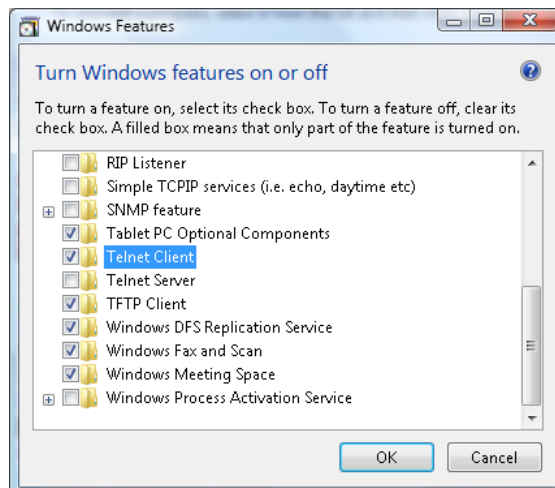 Windows Features
Turn Windows features on or off
To turn a feature on, select its check box. To turn a feature off, clear its
check box. A filled box means that only part of the feature is turned on.
RIP Listener
Simple TCPIP services (i.e. echo, daytime etc)
SNMP feature
Tablet PC Optional Components
Telnet Client
Telnet Server
TFTP Client
Windows DFS Replication Service
Windows Fax and Scan
Windows Meeting Space
Windows Process Activation Service
OK Cancel